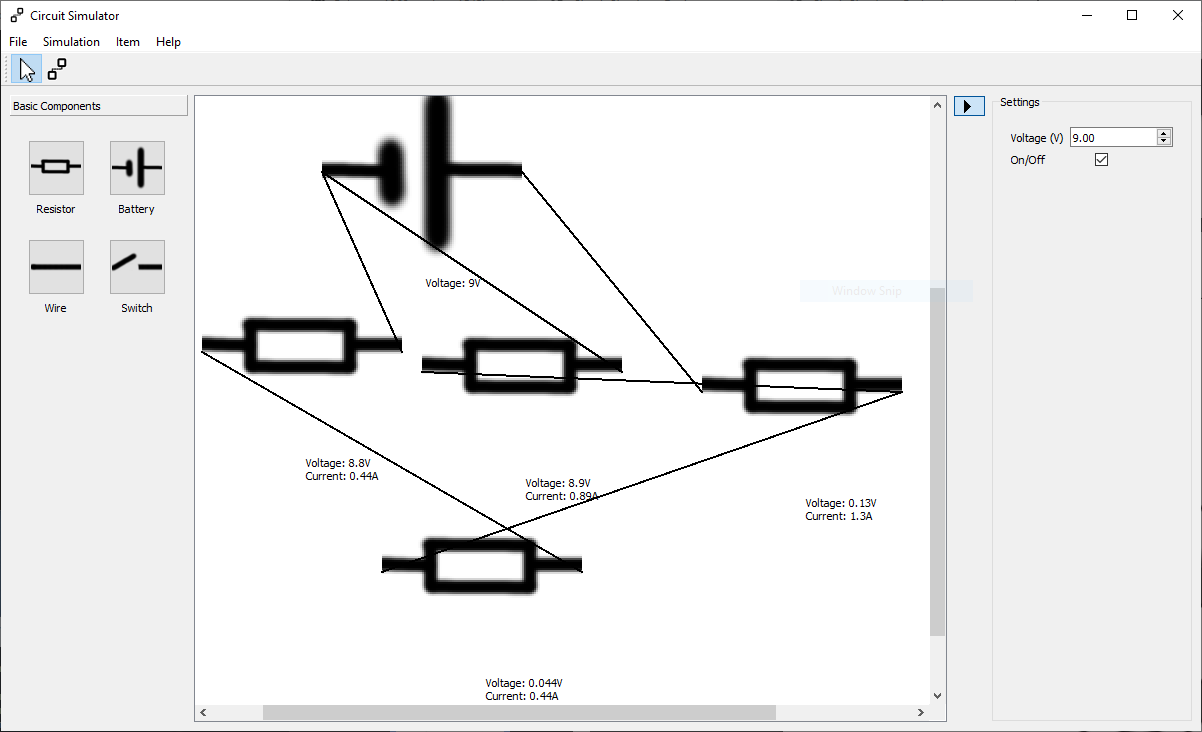 Circuit Simulator
File Simulation Item Help
Basic Components
Resistor Battery
Wire Switch
Voltage: 9V
Voltage: 8.8V
Current: 0.44A
Voltage: 8.9V
Current: 0.89A
Voltage: 0.13V
Current: 1.3A
Voltage: 0.044V
Current: 0.44A
Window Snip
Settings
Voltage (V) 9.00
On/Off